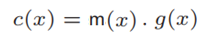 c(x) = m(x) . g(x)